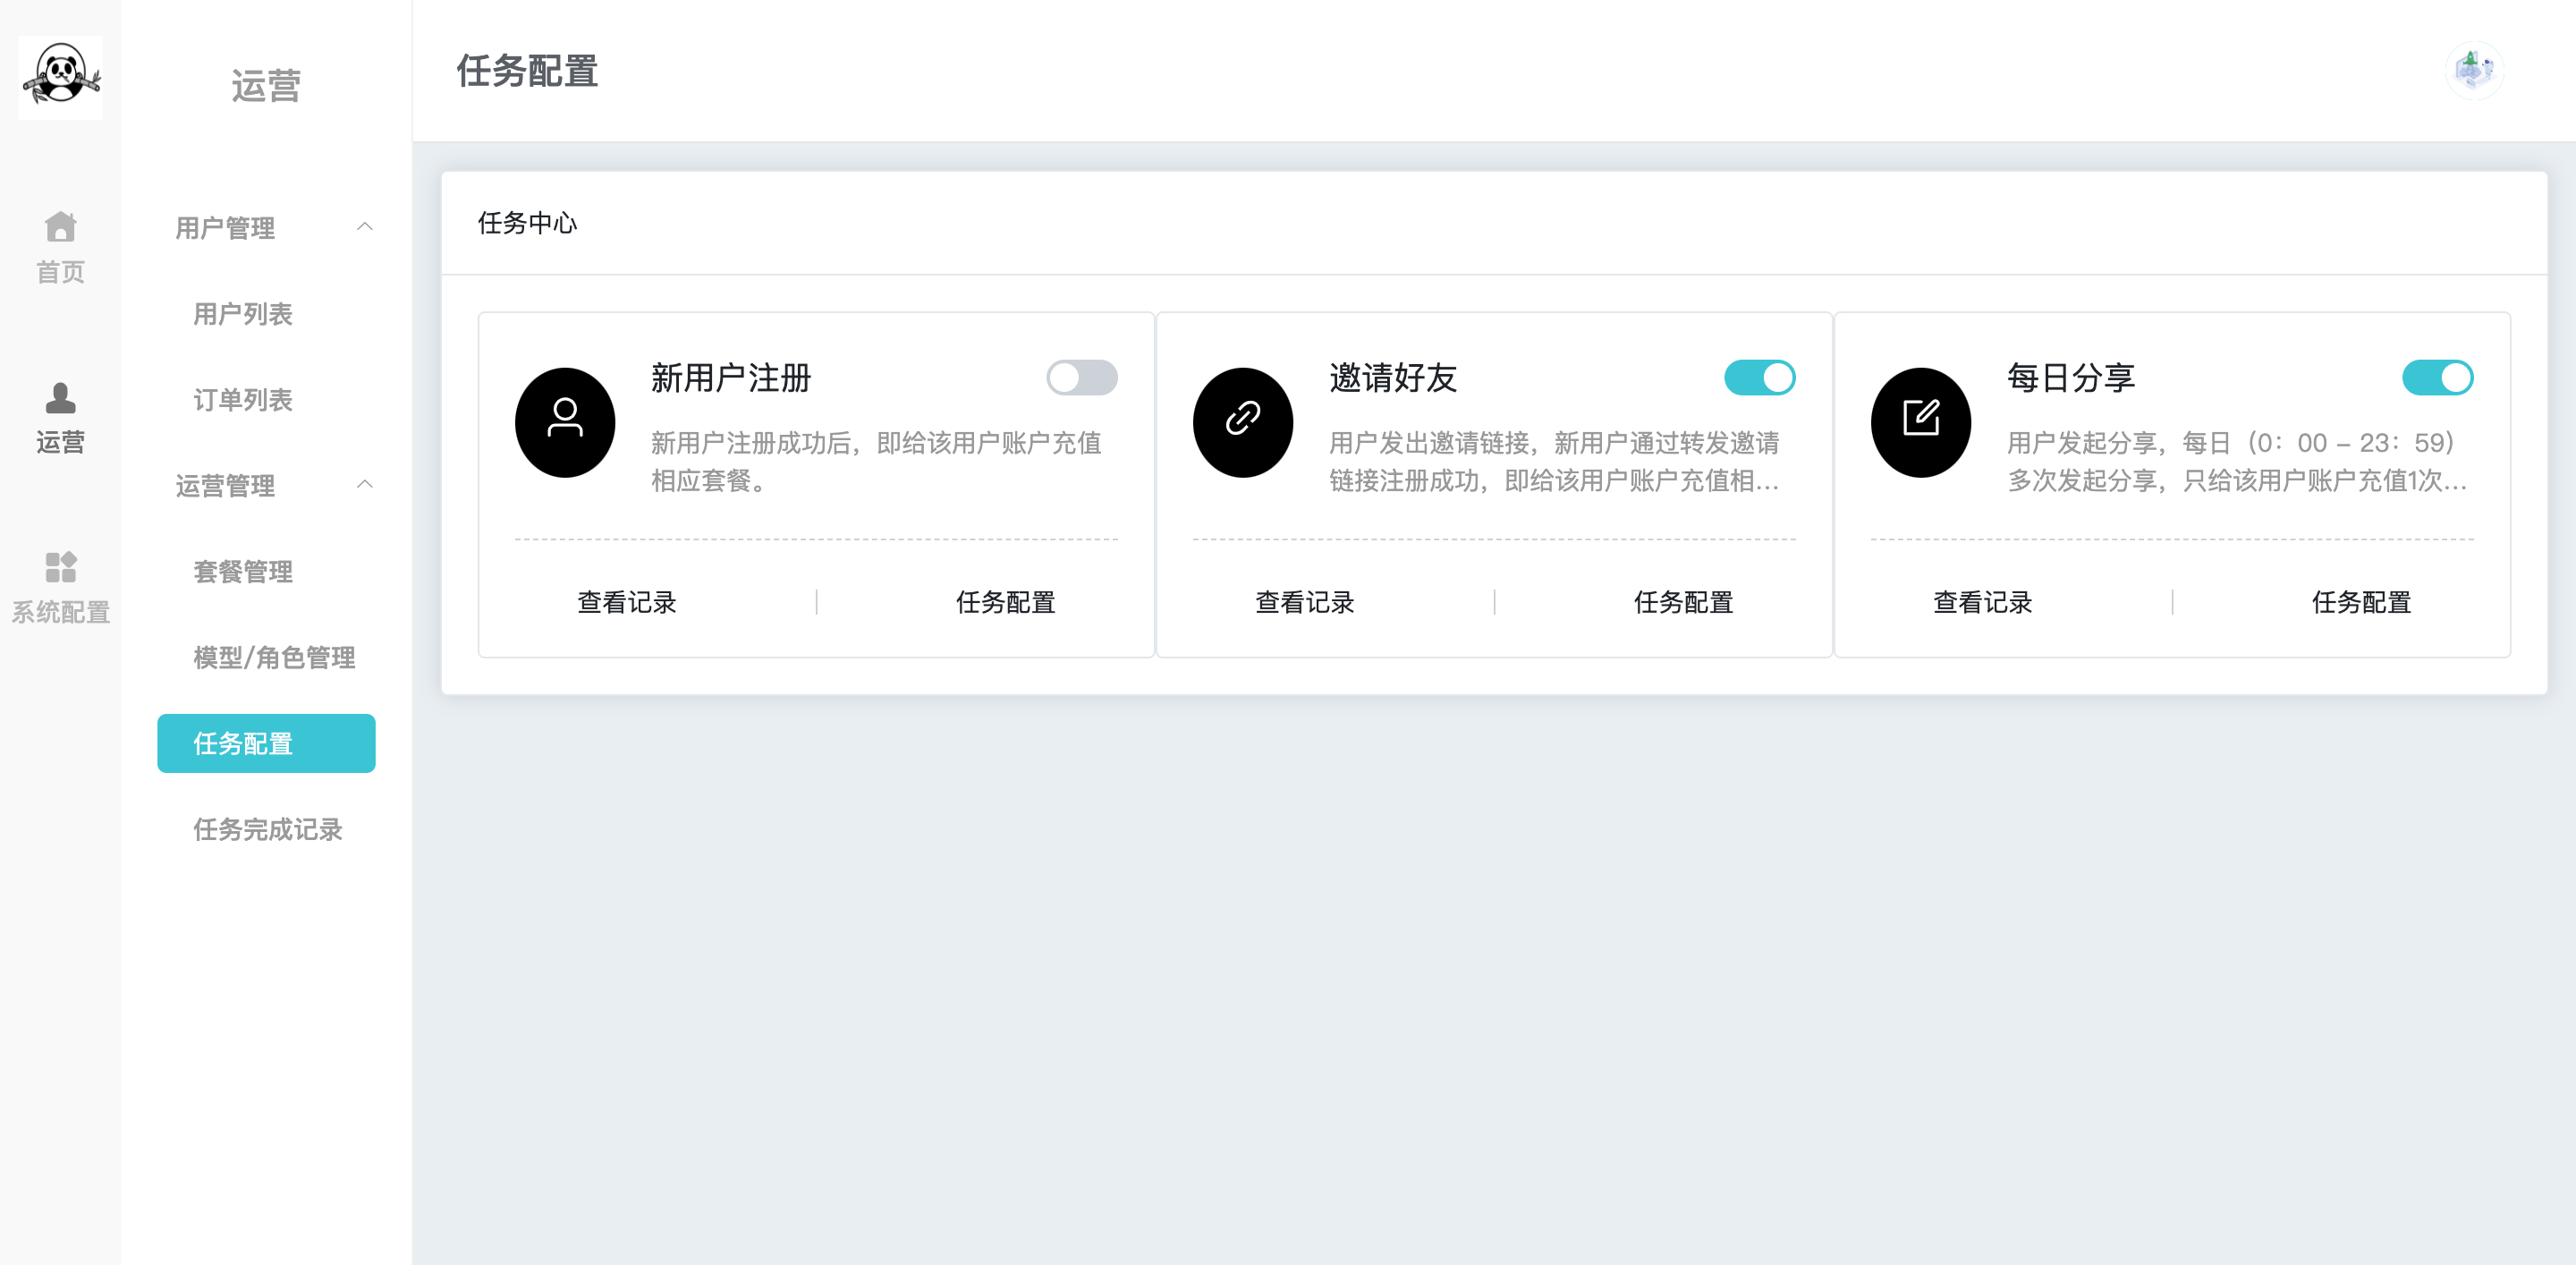 首页
运营
系统配置
运营
用户管理
用户列表
订单列表
运营管理
套餐管理
模型/角色管理
任务配置
任务完成记录
任务配置
任务中心
新用户注册
新用户注册成功后，即给该用户账户充值
相应套餐。
查看记录
任务配置
邀请好友
用户发出邀请链接，新用户通过转发邀请
链接注册成功，即给该用户账户充值相...
查看记录
任务配置
每日分享
用户发起分享，每日（0：00 – 23：59）
多次发起分享，只给该用户账户充值1次...
查看记录
任务配置